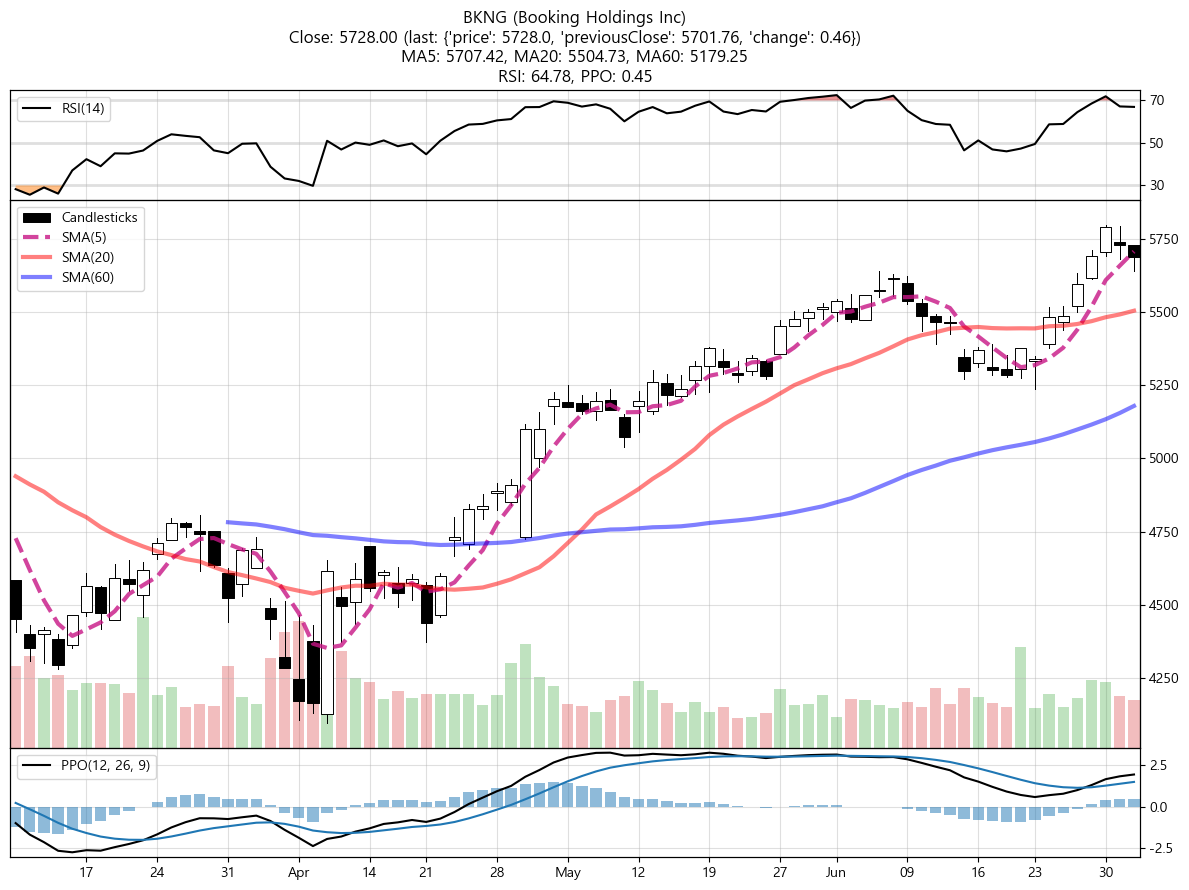 BKNG (Booking Holdings Inc)
Close: 5728.00 (last: {'price': 5728.0, 'previousClose': 5701.76, 'change': 0.46})
MA5: 5707.42, MA20: 5504.73, MA60: 5179.25
RSI: 64.78, PPO: 0.45
RSI(14)
70
50
30
Candlesticks
SMA(5)
SMA(20)
SMA(60)
5750
5500
5250
5000
4750
4500
4250
PPO(12, 26, 9)
2.5
0.0
-2.5
17 24 31 Apr 14 21 28 May 12 19 27 Jun 09 16 23 30